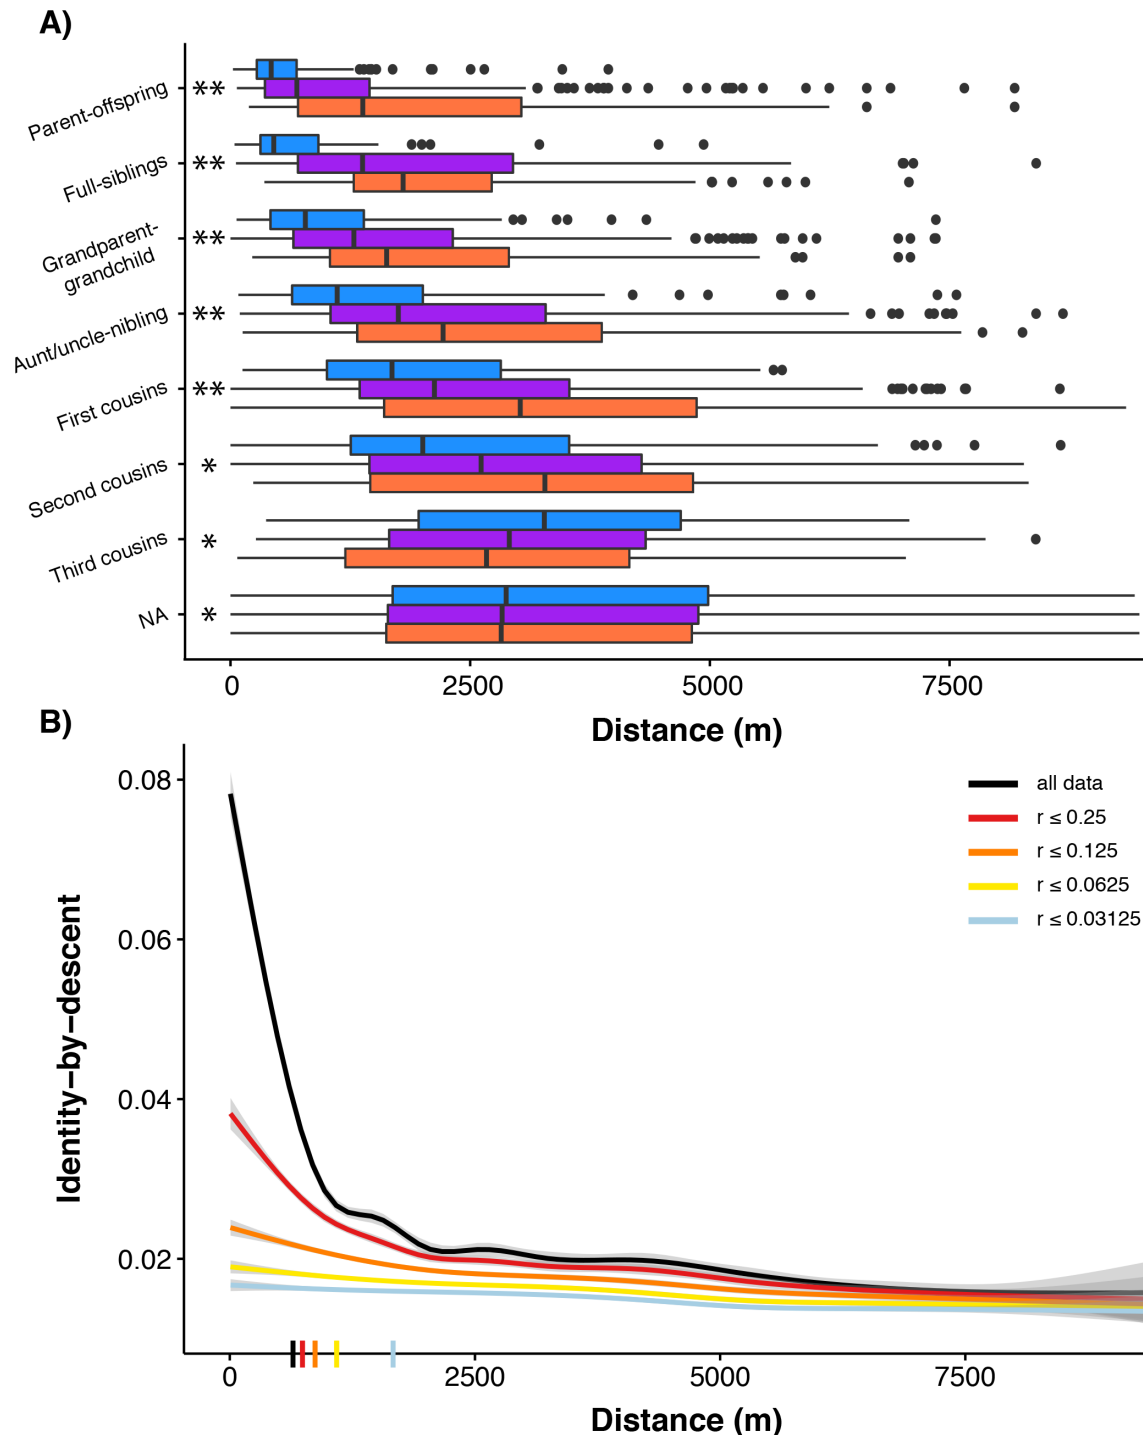 A)
Parent-offspring **
Full-siblings **
Grandparent-
grandchild **
Aunt/uncle-nibling **
First cousins **
Second cousins *
Third cousins *
NA *
0 2500 5000 7500
Distance (m)
B)
0.08
0.06
0.04
0.02
Identity−by−descent
all data
r ≤ 0.25
r ≤ 0.125
r ≤ 0.0625
r ≤ 0.03125
0 2500 5000 7500
Distance (m)